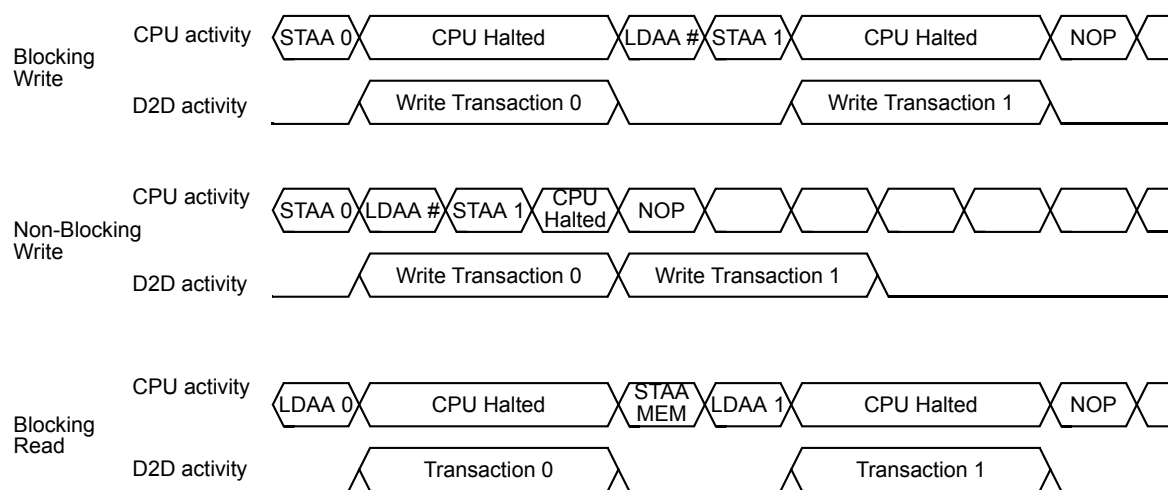 CPU activity STAA 0 CPU Halted LDAA # STAA 1 CPU Halted NOP
Blocking
Write
D2D activity Write Transaction 0 Write Transaction 1
CPU activity STAA 0 LDAA # STAA 1 CPU
Halted NOP
Non-Blocking
Write
D2D activity Write Transaction 0 Write Transaction 1
CPU activity LDAA 0 CPU Halted STAA
MEM LDAA 1 CPU Halted NOP
Blocking
Read
D2D activity Transaction 0 Transaction 1